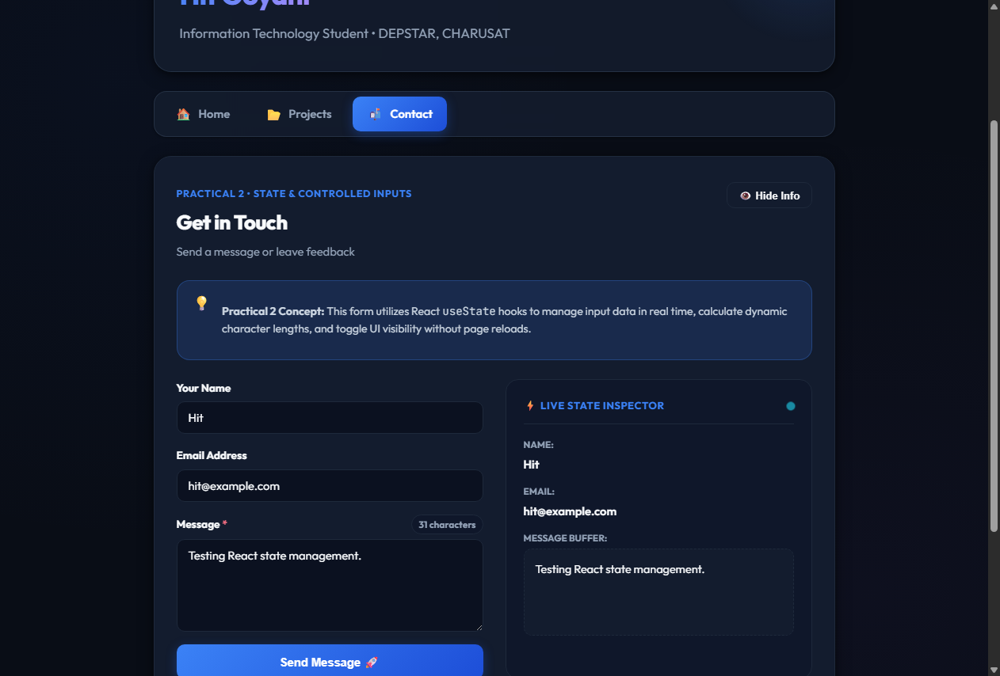 Information Technology Student • DEPSTAR, CHARUSAT
🏠 Home
📂 Projects
📬 Contact
PRACTICAL 2 • STATE & CONTROLLED INPUTS
👁️ Hide Info
Get in Touch
Send a message or leave feedback
💡 Practical 2 Concept: This form utilizes React useState hooks to manage input data in real time, calculate dynamic
character lengths, and toggle UI visibility without page reloads.
Your Name
Hit
Email Address
hit@example.com
Message *
31 characters
Testing React state management.
Send Message 🚀
⚡ LIVE STATE INSPECTOR
NAME:
Hit
EMAIL:
hit@example.com
MESSAGE BUFFER:
Testing React state management.